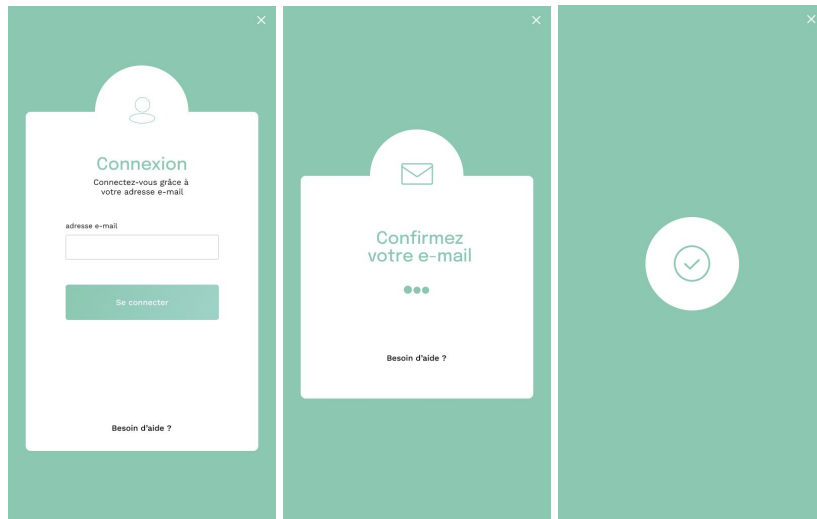 Connexion
Connectez-vous grâce à
votre adresse e-mail
adresse e-mail
Se connecter
Besoin d'aide ?
Confirmez
votre e-mail
Besoin d'aide ?